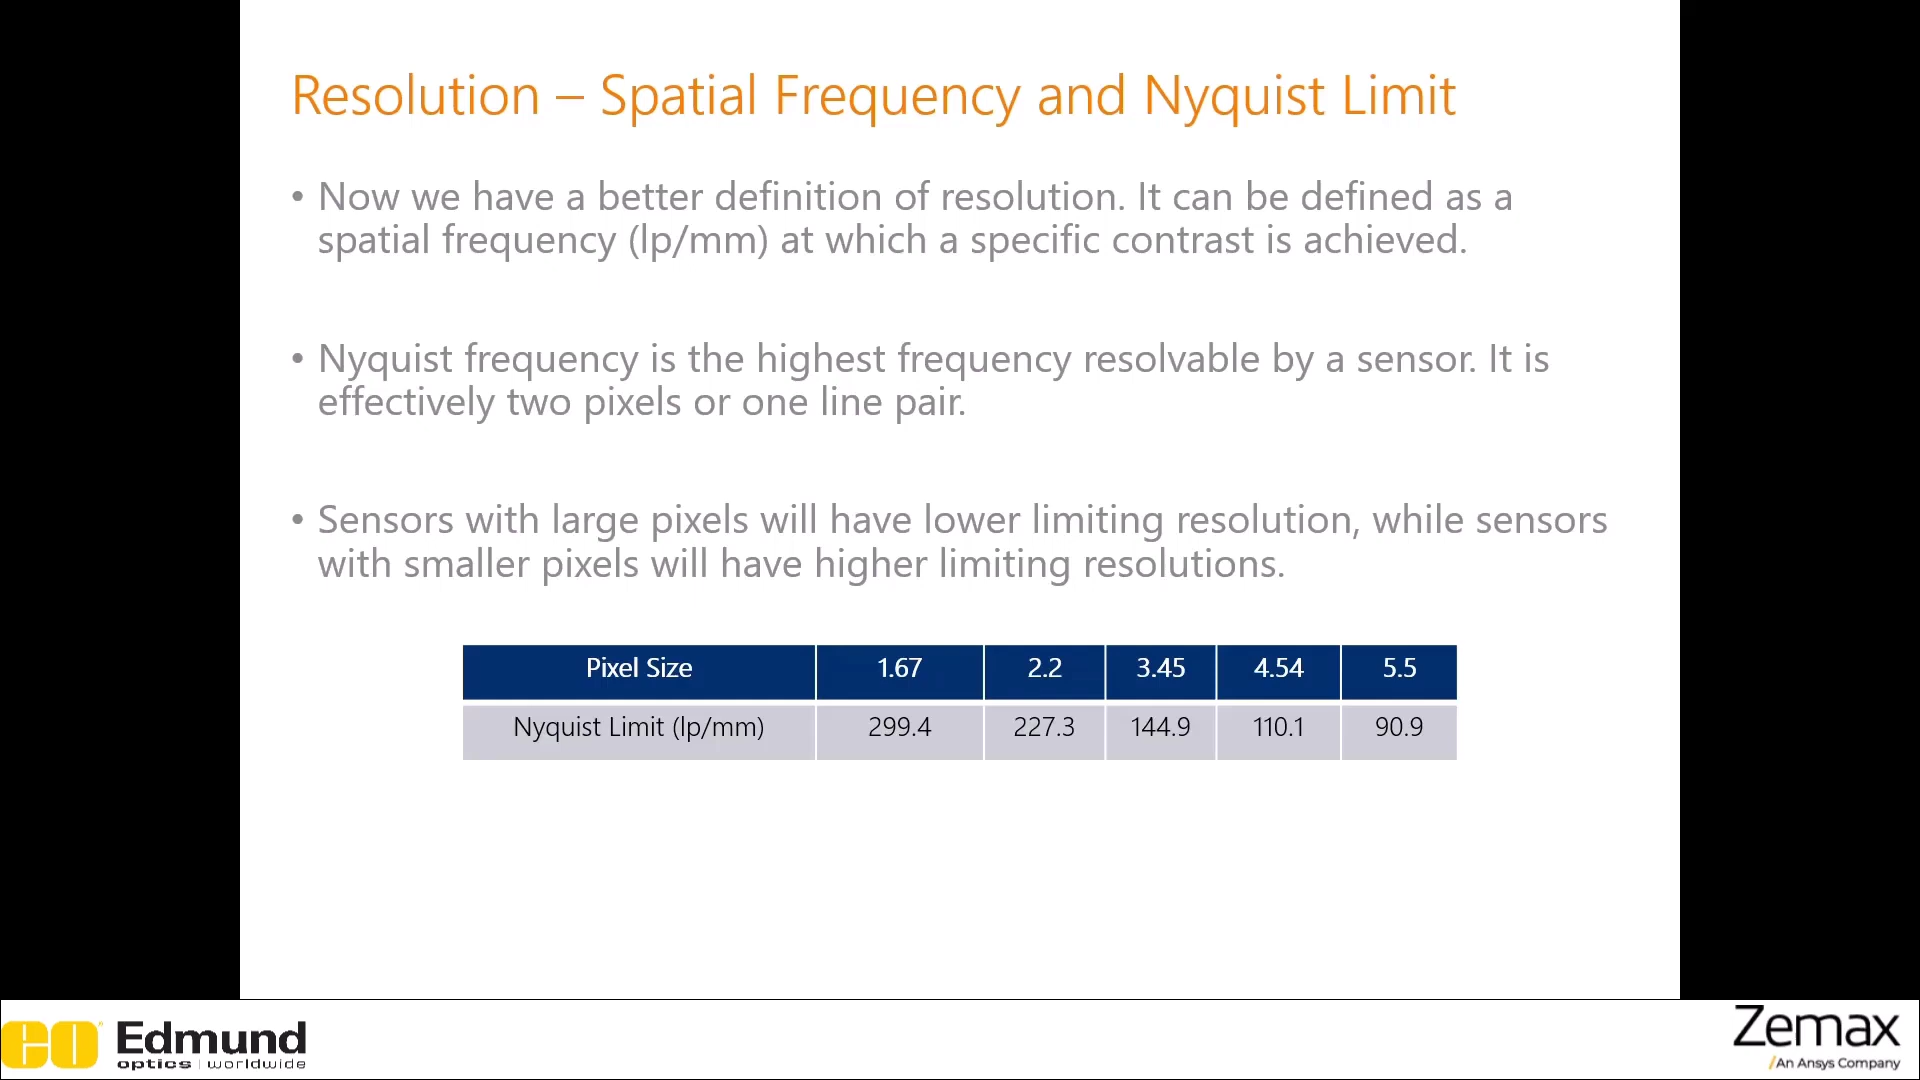 Resolution – Spatial Frequency and Nyquist Limit
• Now we have a better definition of resolution. It can be defined as a
spatial frequency (lp/mm) at which a specific contrast is achieved.
• Nyquist frequency is the highest frequency resolvable by a sensor. It is
effectively two pixels or one line pair.
• Sensors with large pixels will have lower limiting resolution, while sensors
with smaller pixels will have higher limiting resolutions.
Pixel Size 1.67 2.2 3.45 4.54 5.5
Nyquist Limit (lp/mm) 299.4 227.3 144.9 110.1 90.9
EO Edmund
optics | worldwide
Zemax
An Ansys Company